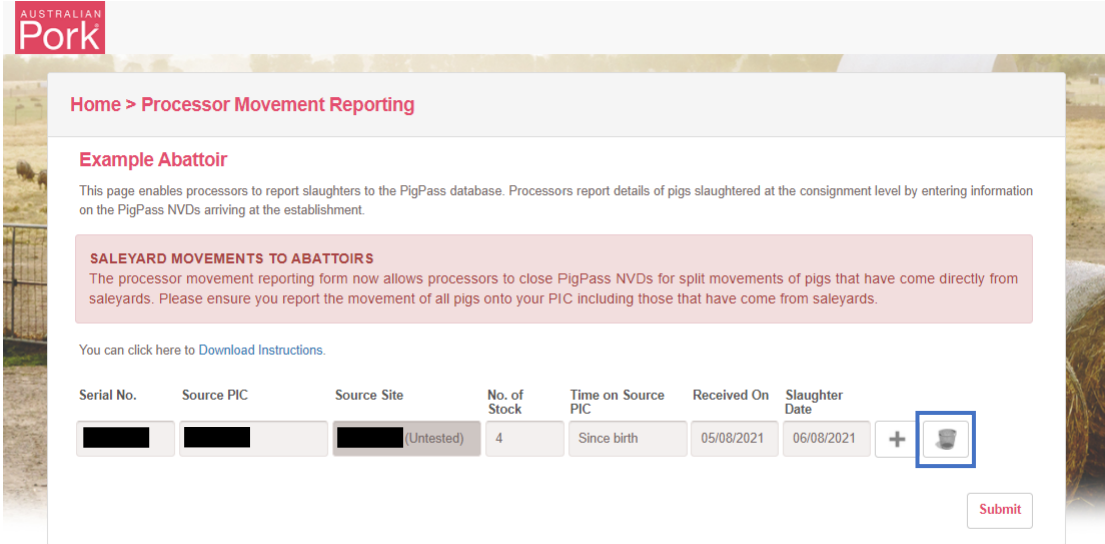 AUSTRALIAN
Pork
Home > Processor Movement Reporting
Example Abattoir
This page enables processors to report slaughters to the PigPass database. Processors report details of pigs slaughtered at the consignment level by entering information
on the PigPass NVDs arriving at the establishment.
SALEYARD MOVEMENTS TO ABATTOIRS
The processor movement reporting form now allows processors to close PigPass NVDs for split movements of pigs that have come directly from
saleyards. Please ensure you report the movement of all pigs onto your PIC including those that have come from saleyards.
You can click here to Download Instructions.
Serial No. Source PIC Source Site No. of Stock Time on Source PIC Received On Slaughter Date
(Untested) 4 Since birth 05/08/2021 06/08/2021
Submit